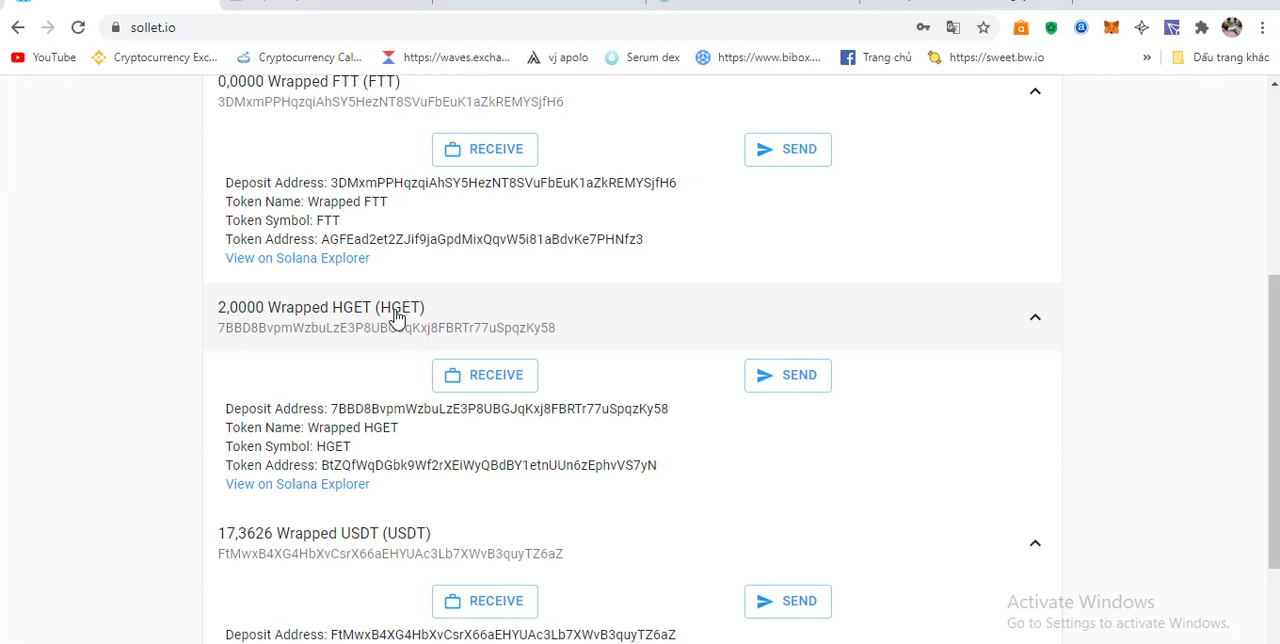 sollet.io
YouTube
Cryptocurrency Exc...
Cryptocurrency Cal...
https://waves.excha...
vj apolo
Serum dex
https://www.bibox....
Trang chủ
https://sweet.bw.io
»
Dấu trang khác
0,0000 Wrapped FTT (FTT)
3DMxmPPHqzqiAhSY5HezNT8SVuFbEuK1aZkREMYSjfH6
RECEIVE
SEND
Deposit Address: 3DMxmPPHqzqiAhSY5HezNT8SVuFbEuK1aZkREMYSjfH6
Token Name: Wrapped FTT
Token Symbol: FTT
Token Address: AGFEad2et2ZJif9jaGpdMixQqvW5i81aBdvKe7PHNfz3
View on Solana Explorer
2,0000 Wrapped HGET (HGET)
7BBD8BvpmWzbuLzE3P8UBGJqKxj8FBRTr77uSpqzKy58
RECEIVE
SEND
Deposit Address: 7BBD8BvpmWzbuLzE3P8UBGJqKxj8FBRTr77uSpqzKy58
Token Name: Wrapped HGET
Token Symbol: HGET
Token Address: BtZQfWqDGbk9Wf2rXEiWyQBdBY1etnUUn6zEphvVS7yN
View on Solana Explorer
17,3626 Wrapped USDT (USDT)
FtMwxB4XG4HbXvCsrX66aEHYUAc3Lb7XWvB3quyTZ6aZ
RECEIVE
SEND
Deposit Address: FtMwxB4XG4HbXvCsrX66aEHYUAc3Lb7XWvB3quyTZ6aZ
Activate Windows
Go to Settings to activate Windows.